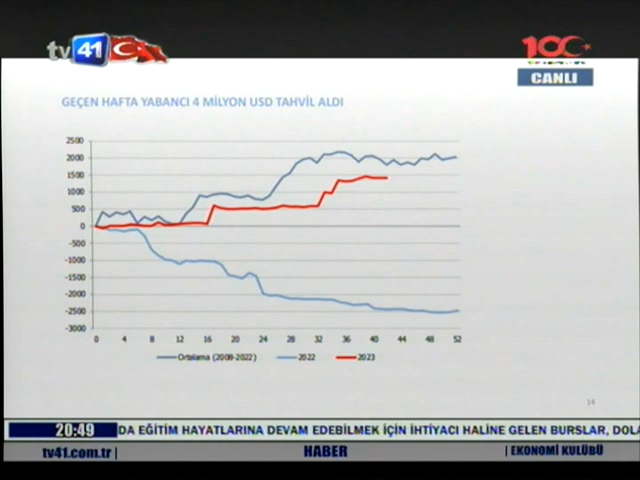 tv 41
100
CANLI
GEÇEN HAFTA YABANCI 4 MİLYON USD TAHVİL ALDI
2500
2000
1500
1000
500
0
-500
-1000
-1500
-2000
-2500
-3000
0 4 8 12 16 20 24 28 32 36 40 44 48 52
Ortalama (2008-2022) 2022 2023
14
20:49 DA EĞİTİM HAYATLARINA DEVAM EDEBİLMEK İÇİN İHTİYACI HALİNE GELEN BURSLAR, DOLA
tv41.com.tr | HABER | EKONOMİ KULÜBÜ